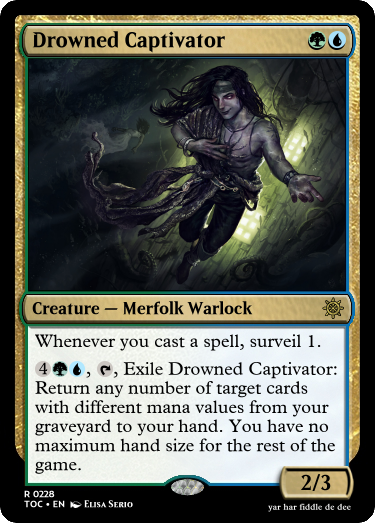 Drowned Captivator
Creature — Merfolk Warlock
Whenever you cast a spell, surveil 1.
4, , Exile Drowned Captivator:
Return any number of target cards
with different mana values from your
graveyard to your hand. You have no
maximum hand size for the rest of the
game.
2/3
R 0228
TOC • EN Elisa Serio
yar har fiddle de dee